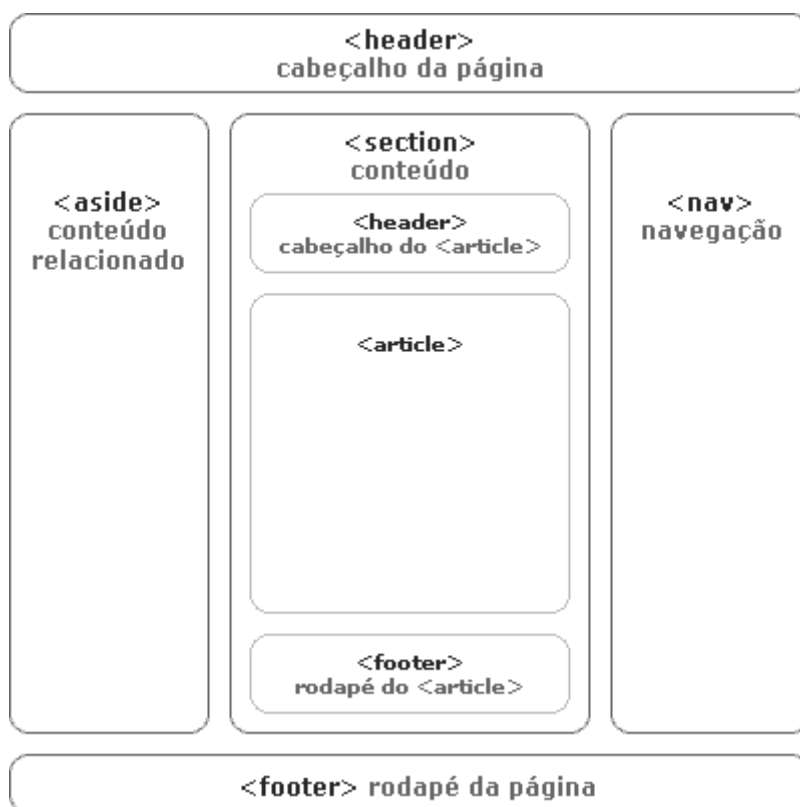 <header>
cabeçalho da página
<aside>
conteúdo
relacionado
<section>
conteúdo
<header>
cabeçalho do <article>
<article>
<footer>
rodapé do <article>
<nav>
navegação
<footer> rodapé da página